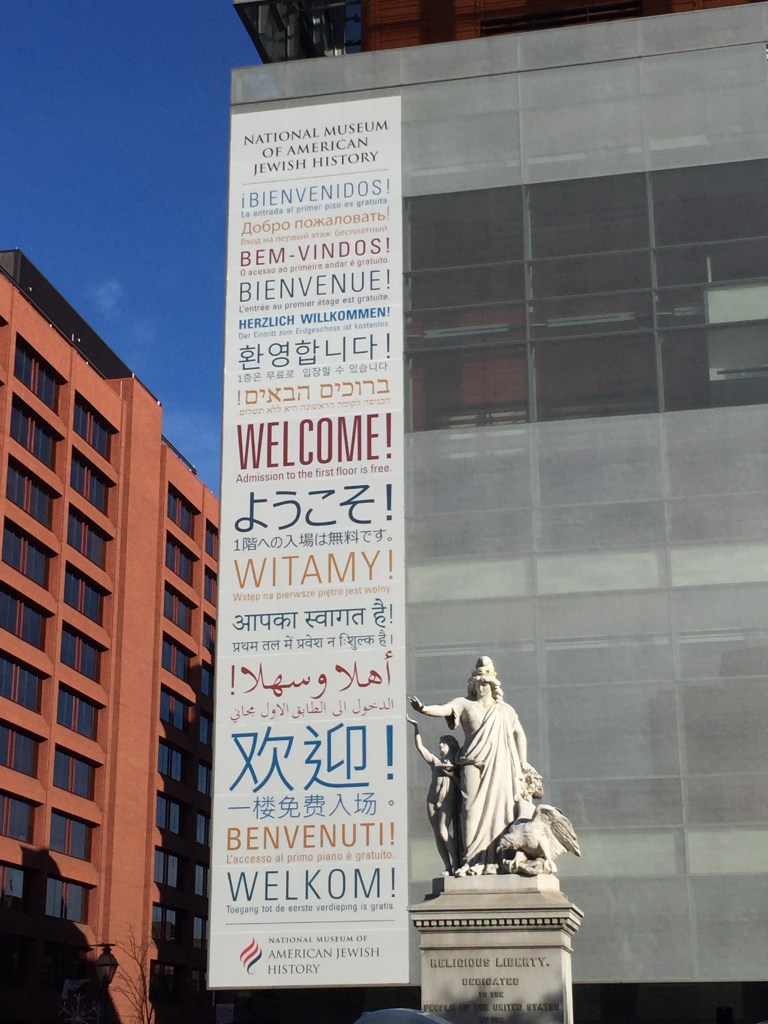 NATIONAL MUSEUM
OF AMERICAN
JEWISH HISTORY
¡BIENVENIDOS!
La entrada al primer piso es gratuita.
Добро пожаловать!
Вход на первый этаж бесплатный.
BEM-VINDOS!
O acesso ao primeiro andar é gratuito.
BIENVENUE!
L'entrée au premier étage est gratuite.
HERZLICH WILLKOMMEN!
Der Eintritt zum Erdgeschoss ist kostenlos.
환영합니다!
1층은 무료로 입장할 수 있습니다
ברוכים הבאים!
הכניסה לקומה הראשונה היא ללא תשלום
WELCOME!
Admission to the first floor is free.
ようこそ!
1階への入場は無料です。
WITAMY!
Wstęp na pierwsze piętro jest wolny
आपका स्वागत है!
प्रथम तल में प्रवेश नि:शुल्क है।
أهلا وسهلا!
الدخول الى الطابق الاول مجاني
欢迎!
一楼免费入场。
BENVENUTI!
L'accesso al primo piano è gratuito.
WELKOM!
Toegang tot de eerste verdieping is gratis.
NATIONAL MUSEUM OF
AMERICAN JEWISH
HISTORY
RELIGIOUS LIBERTY.
DEDICATED
TO THE
PEOPLE OF THE UNITED STATES